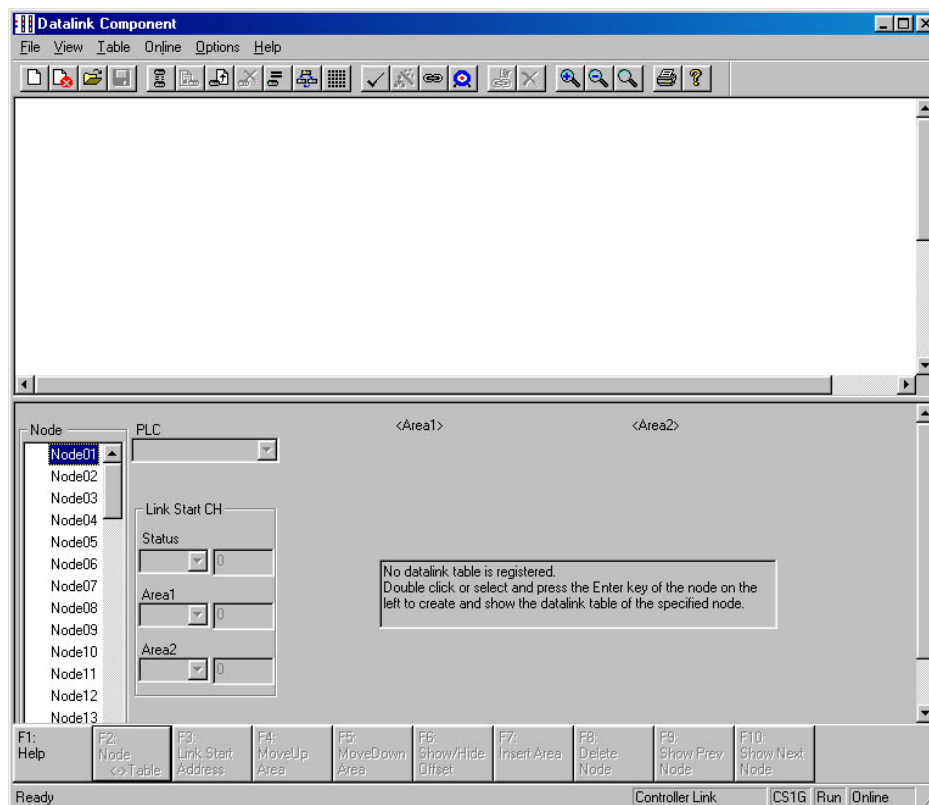 Datalink Component
File View Table Online Options Help
Node
PLC
<Area1>
<Area2>
Node01
Node02
Node03
Node04
Node05
Node06
Node07
Node08
Node09
Node10
Node11
Node12
Node13
Link Start CH
Status
0
Area1
0
Area2
0
No datalink table is registered.
Double click or select and press the Enter key of the node on the
left to create and show the datalink table of the specified node.
F1:
Help
F2:
Node
<->Table
F3:
Link Start
Address
F4:
MoveUp
Area
F5:
MoveDown
Area
F6:
Show/Hide
Offset
F7:
Insert Area
F8:
Delete
Node
F9:
Show Prev
Node
F10:
Show Next
Node
Ready
Controller Link
CS1G
Run
Online